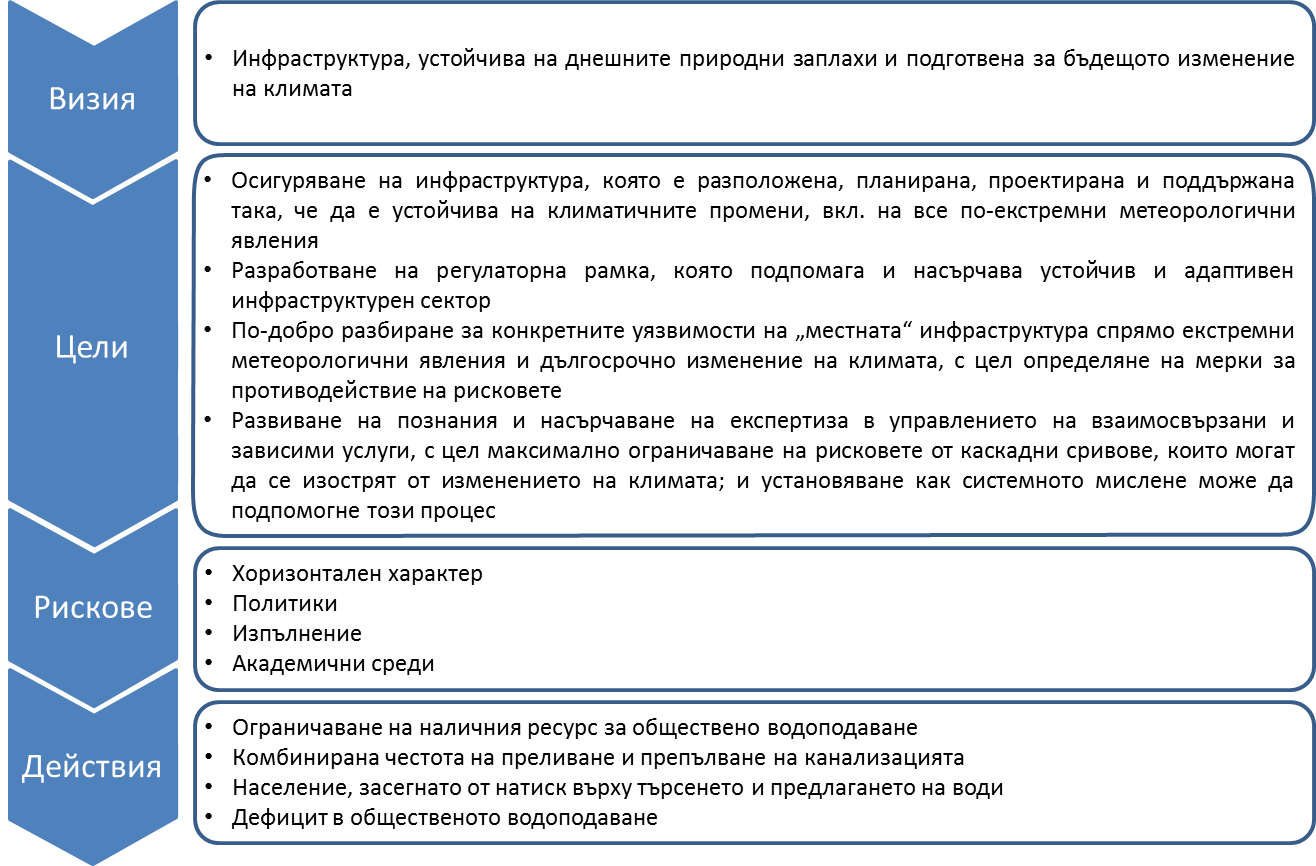 Визия
• Инфраструктура, устойчива на днешните природни заплахи и подготвена за бъдещото изменение
на климата
Цели
• Осигуряване на инфраструктура, която е разположена, планирана, проектирана и поддържана
така, че да е устойчива на климатичните промени, вкл. на все по-екстремни метеорологични
явления
• Разработване на регулаторна рамка, която подпомага и насърчава устойчив и адаптивен
инфраструктурен сектор
• По-добро разбиране за конкретните уязвимости на „местната“ инфраструктура спрямо екстремни
метеорологични явления и дългосрочно изменение на климата, с цел определяне на мерки за
противодействие на рисковете
• Развиване на познания и насърчаване на експертиза в управлението на взаимосвързани и
зависими услуги, с цел максимално ограничаване на рисковете от каскадни сривове, които могат
да се изострят от изменението на климата; и установяване как системното мислене може да
подпомогне този процес
Рискове
• Хоризонтален характер
• Политики
• Изпълнение
• Академични среди
Действия
• Ограничаване на наличния ресурс за обществено водоподаване
• Комбинирана честота на преливане и препълване на канализацията
• Население, засегнато от натиск върху търсенето и предлагането на води
• Дефицит в общественото водоподаване